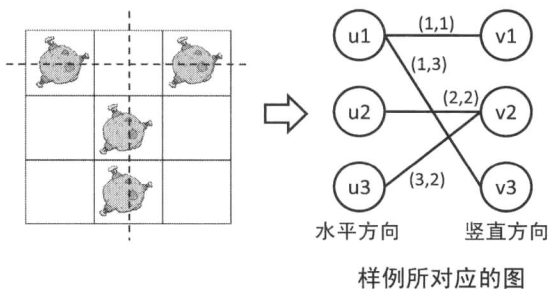 u1 (1,1) v1
(1,3)
u2 (2,2) v2
u3 (3,2) v3
水平方向 竖直方向
样例所对应的图